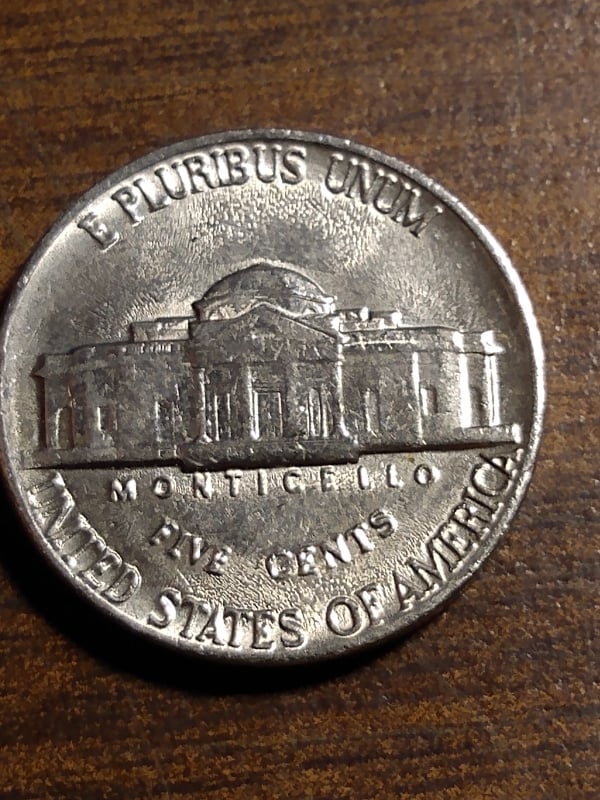 E PLURIBUS UNUM
MONTICELLO
FIVE CENTS
UNITED STATES OF AMERICA